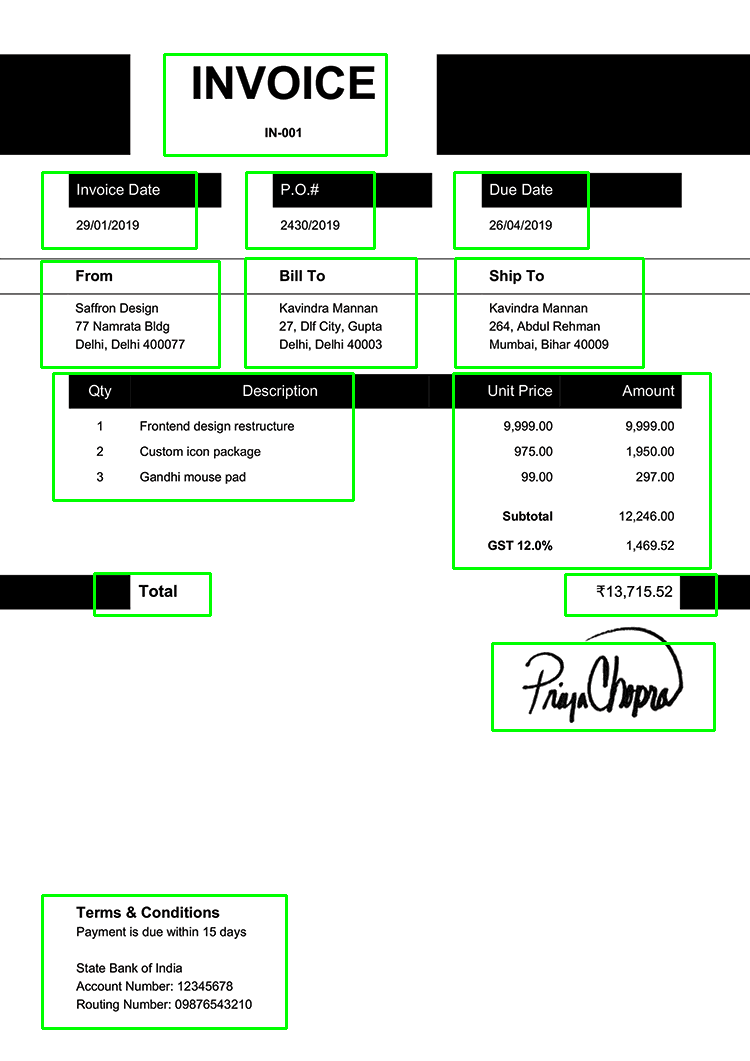 INVOICE
IN-001
Invoice Date P.O.# Due Date
29/01/2019 2430/2019 26/04/2019
From Bill To Ship To
Saffron Design Kavindra Mannan Kavindra Mannan
77 Namrata Bldg 27, Dlf City, Gupta 264, Abdul Rehman
Delhi, Delhi 400077 Delhi, Delhi 40003 Mumbai, Bihar 40009
Qty Description Unit Price Amount
1 Frontend design restructure 9,999.00 9,999.00
2 Custom icon package 975.00 1,950.00
3 Gandhi mouse pad 99.00 297.00
Subtotal 12,246.00
GST 12.0% 1,469.52
Total ₹13,715.52
Priya Chopra
Terms & Conditions
Payment is due within 15 days
State Bank of India
Account Number: 12345678
Routing Number: 09876543210